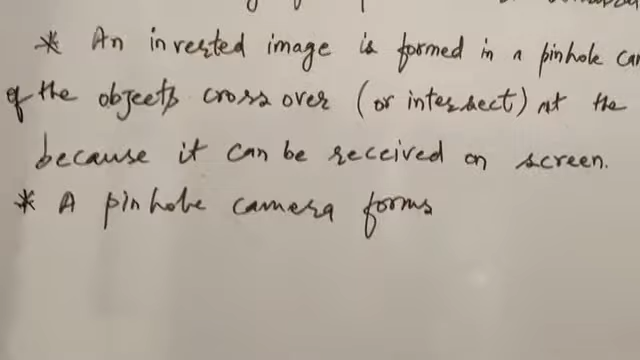 * An inverted image is formed in a pinhole
of the objects cross over (or intersect) at the
because it can be received on screen.
* A pinhole camera forms